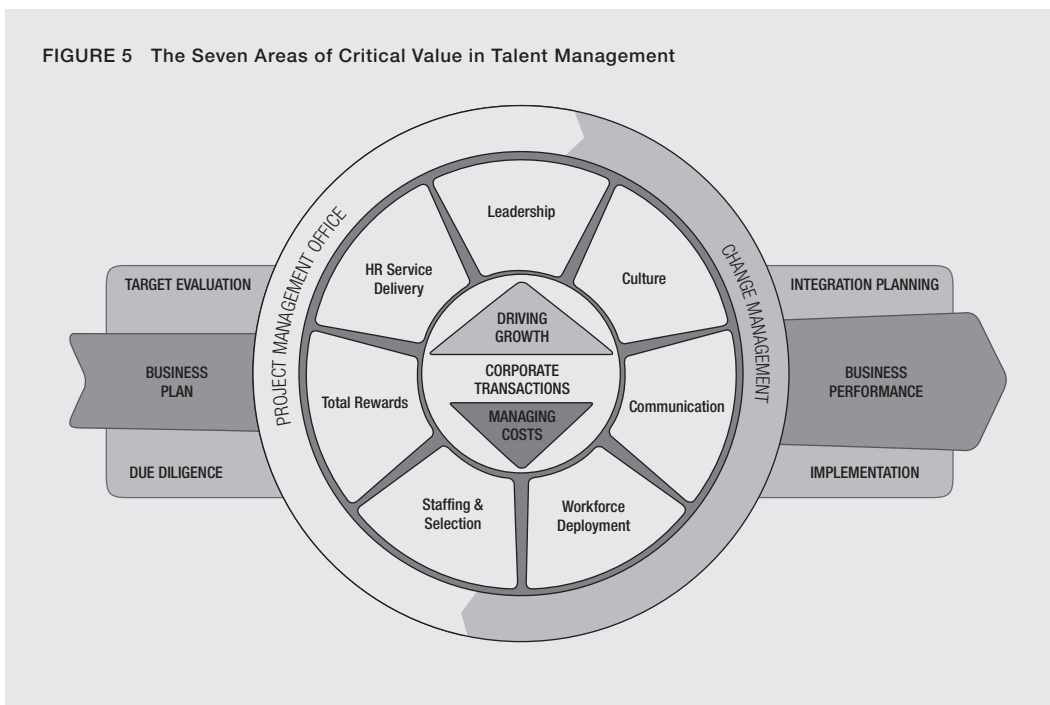 FIGURE 5 The Seven Areas of Critical Value in Talent Management
TARGET EVALUATION
BUSINESS
PLAN
DUE DILIGENCE
PROJECT MANAGEMENT OFFICE
Leadership
HR Service
Delivery
Culture
Total Rewards
Communication
Staffing &
Selection
Workforce
Deployment
DRIVING
GROWTH
CORPORATE
TRANSACTIONS
MANAGING
COSTS
CHANGE MANAGEMENT
INTEGRATION PLANNING
BUSINESS
PERFORMANCE
IMPLEMENTATION